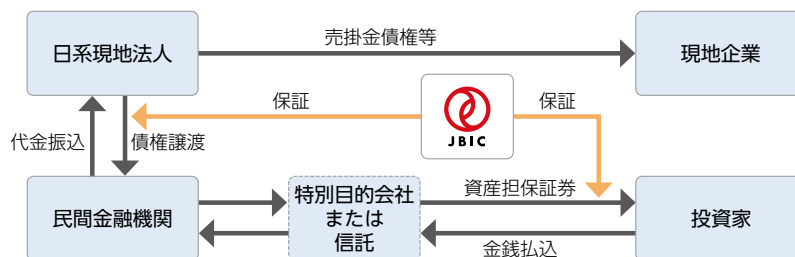 日系現地法人
売掛金債権等
現地企業
保証
JBIC
保証
代金振込
債権譲渡
民間金融機関
特別目的会社
または
信託
資産担保証券
投資家
金銭払込